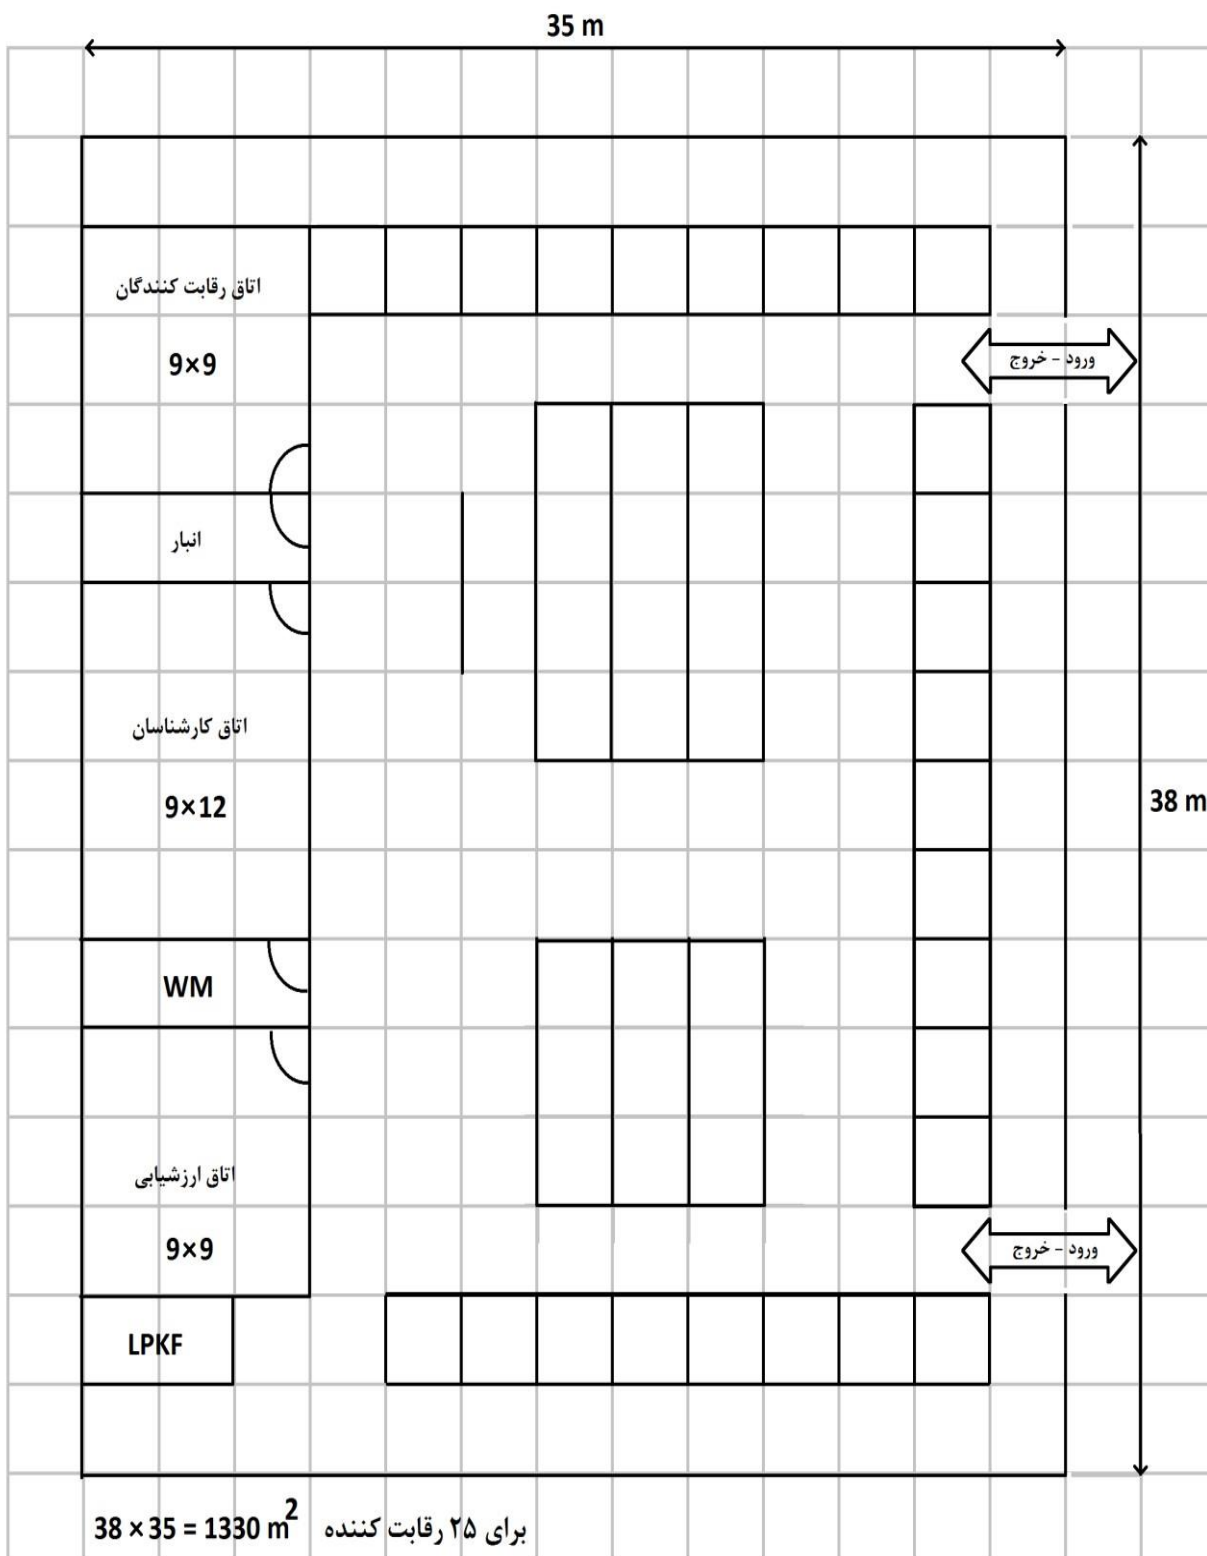 35 m
اتاق رقابت کنندگان
9×9
ورود - خروج
انبار
اتاق کارشناسان
9×12
38 m
WM
اتاق ارزشیابی
9×9
ورود - خروج
LPKF
38 × 35 = 1330 m² برای ۲۵ رقابت کننده